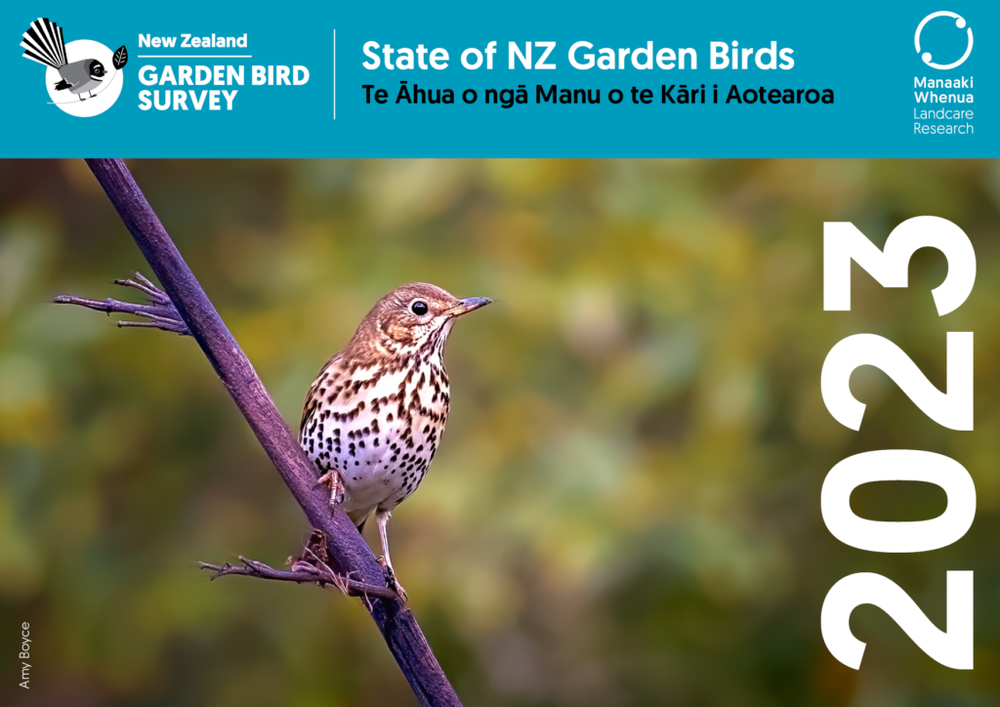 New Zealand
GARDEN BIRD
SURVEY
State of NZ Garden Birds
Te Āhua o ngā Manu o te Kāri i Aotearoa
Manaaki
Whenua
Landcare
Research
2023
Amy Boyce